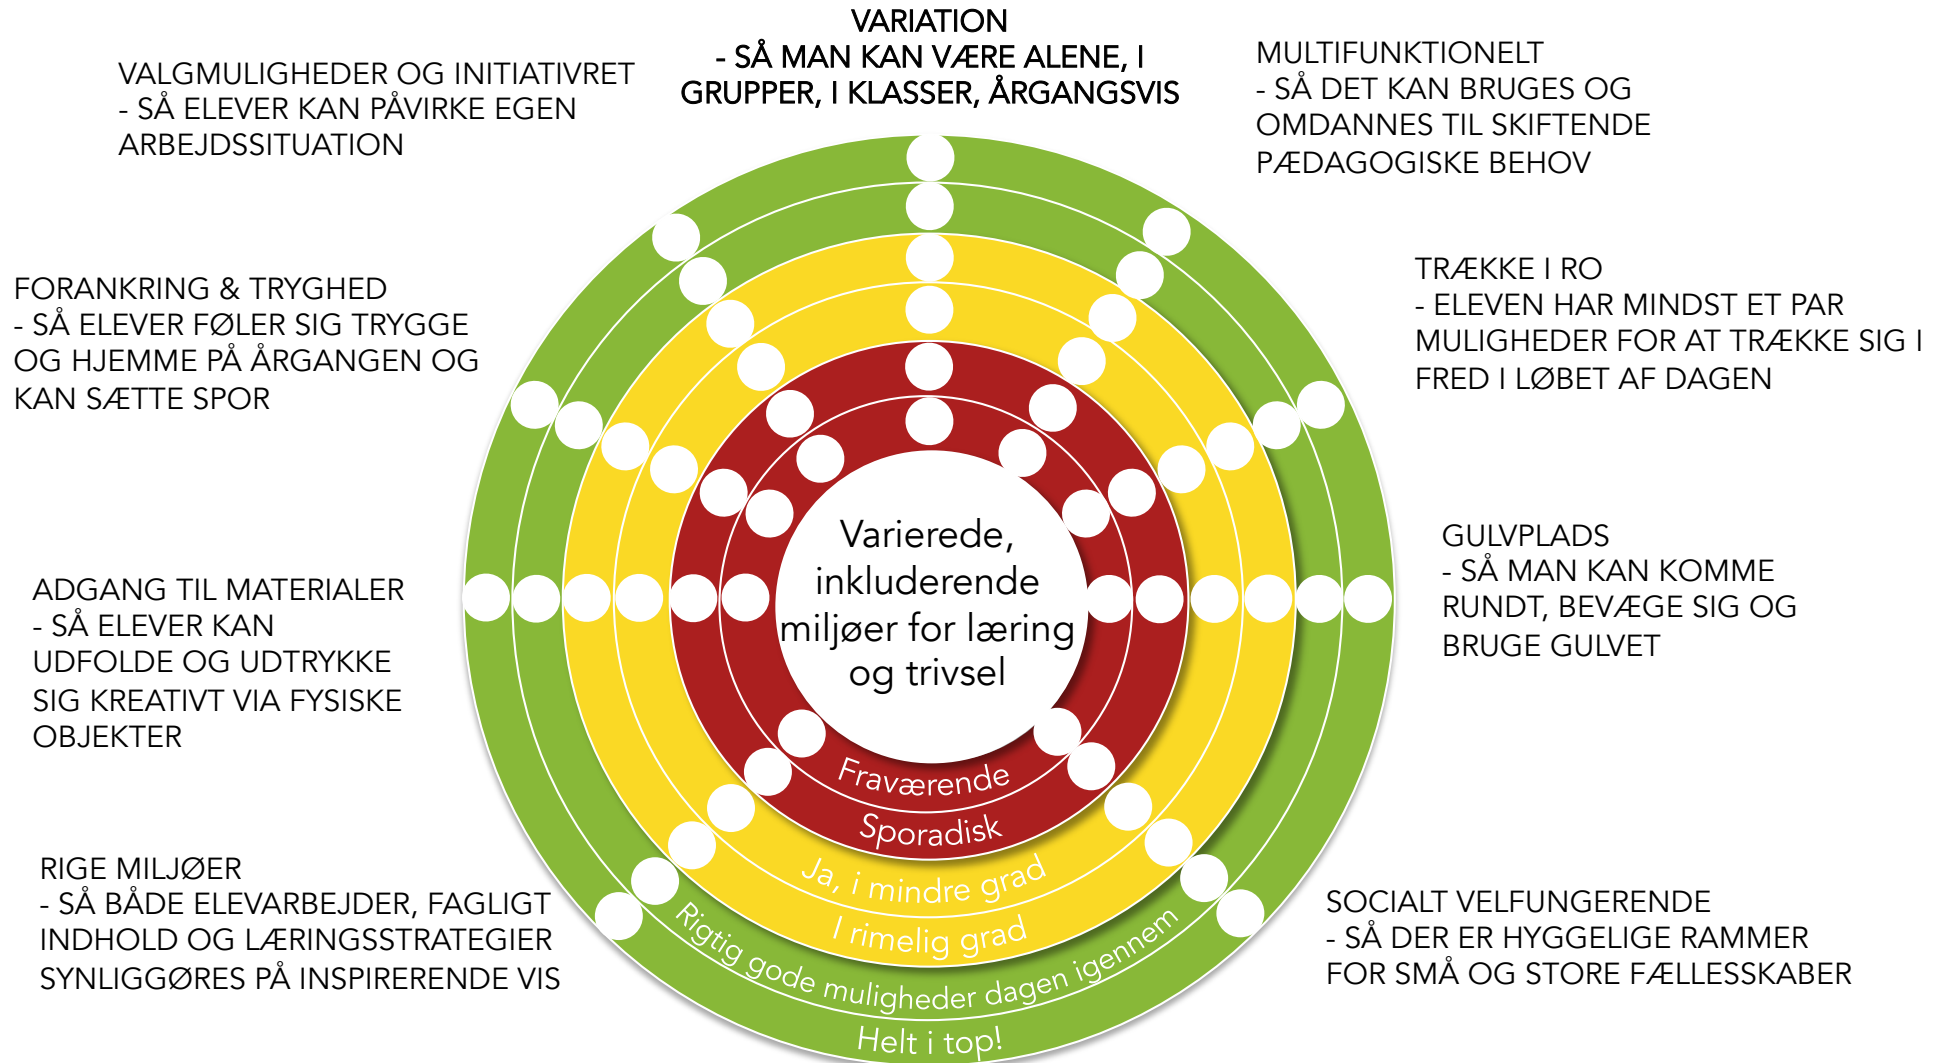 VARIATION
- SÅ MAN KAN VÆRE ALENE, I
GRUPPER, I KLASSER, ÅRGANGSVIS
VALGMULIGHEDER OG INITIATIVRET
- SÅ ELEVER KAN PÅVIRKE EGEN
ARBEJDSSITUATION
MULTIFUNKTIONELT
- SÅ DET KAN BRUGES OG
OMDANNES TIL SKIFTENDE
PÆDAGOGISKE BEHOV
FORANKRING & TRYGHED
- SÅ ELEVER FØLER SIG TRYGGE
OG HJEMME PÅ ÅRGANGEN OG
KAN SÆTTE SPOR
TRÆKKE I RO
- ELEVEN HAR MINDST ET PAR
MULIGHEDER FOR AT TRÆKKE SIG I
FRED I LØBET AF DAGEN
ADGANG TIL MATERIALER
- SÅ ELEVER KAN
UDFOLDE OG UDTRYKKE
SIG KREATIVT VIA FYSISKE
OBJEKTER
Varierede,
inkluderende
miljøer for læring
og trivsel
GULVPLADS
- SÅ MAN KAN KOMME
RUNDT, BEVÆGE SIG OG
BRUGE GULVET
Fraværende
Sporadisk
Ja, i mindre grad
I rimelig grad
Rigtig gode muligheder dagen igennem
Helt i top!
RIGE MILJØER
- SÅ BÅDE ELEVARBEJDER, FAGLIGT
INDHOLD OG LÆRINGSSTRATEGIER
SYNLIGGØRES PÅ INSPIRERENDE VIS
SOCIALT VELFUNGERENDE
- SÅ DER ER HYGGELIGE RAMMER
FOR SMÅ OG STORE FÆLLESSKABER